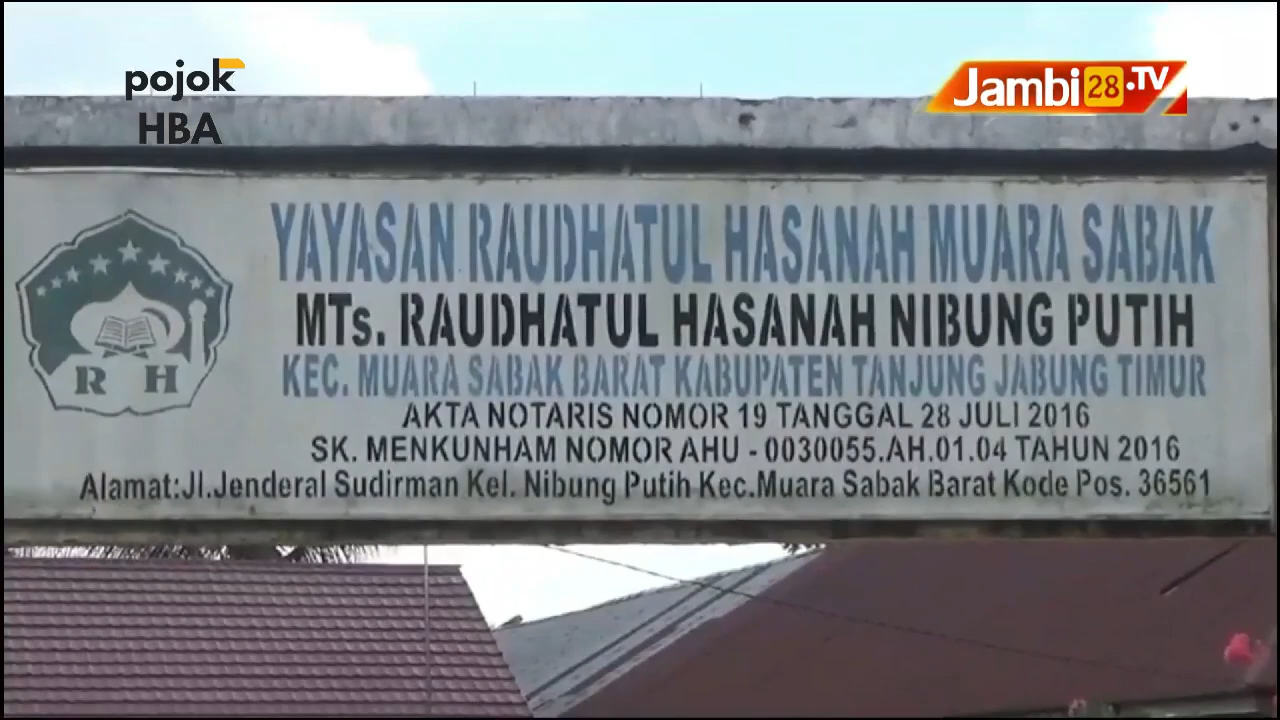 pojok
HBA
Jambi28.TV
YAYASAN RAUDHATUL HASANAH MUARA SABAK
MTs. RAUDHATUL HASANAH NIBUNG PUTIH
KEC. MUARA SABAK BARAT KABUPATEN TANJUNG JABUNG TIMUR
AKTA NOTARIS NOMOR 19 TANGGAL 28 JULI 2016
SK. MENKUNHAM NOMOR AHU - 0030055.AH.01.04 TAHUN 2016
Alamat:Jl.Jenderal Sudirman Kel. Nibung Putih Kec.Muara Sabak Barat Kode Pos. 36561
R H